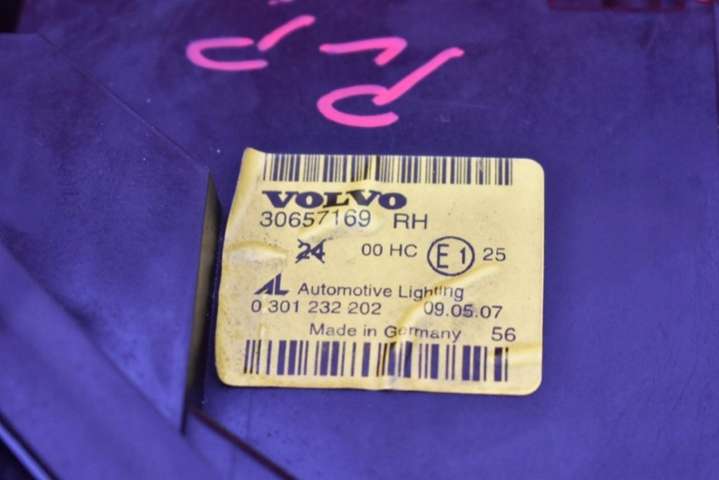 VOLVO
30657169 RH
24 00 HC E1 25
AL Automotive Lighting
0 301 232 202 09.05.07
Made in Germany 56